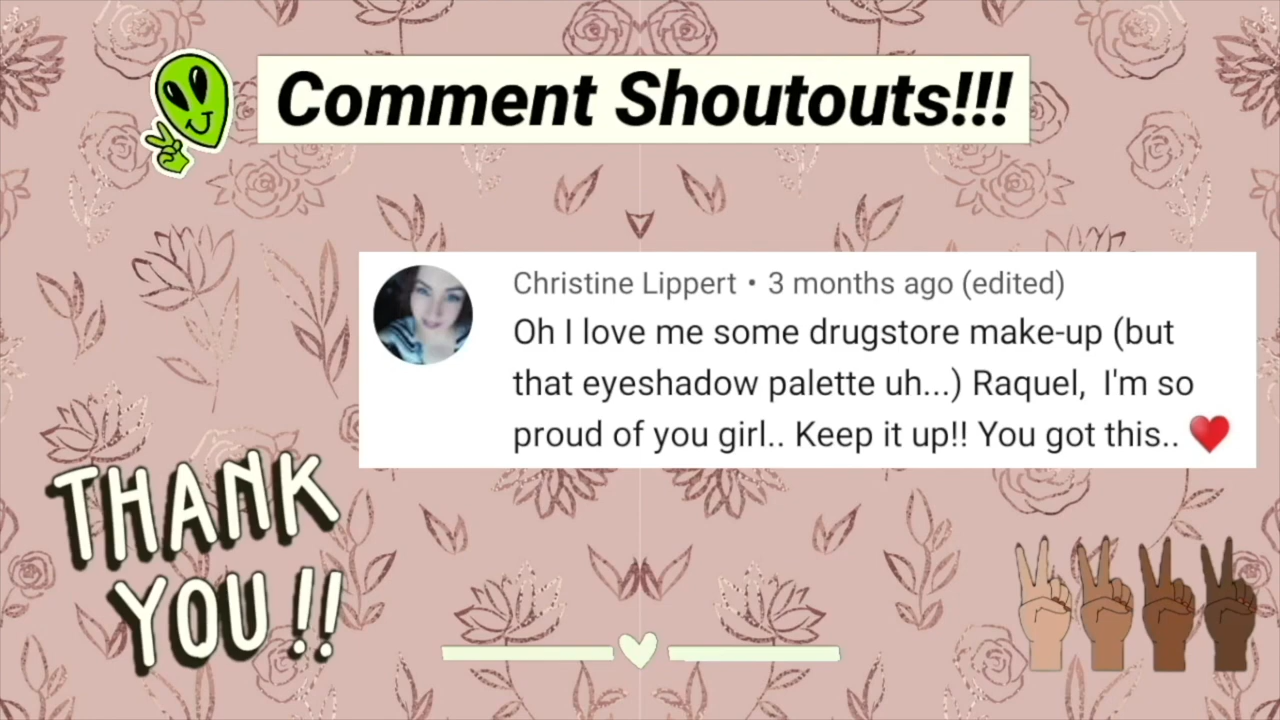 Comment Shoutouts!!!
Christine Lippert • 3 months ago (edited)
Oh I love me some drugstore make-up (but
that eyeshadow palette uh...) Raquel,  I'm so
proud of you girl.. Keep it up!! You got this.. ❤️
THANK
YOU!!